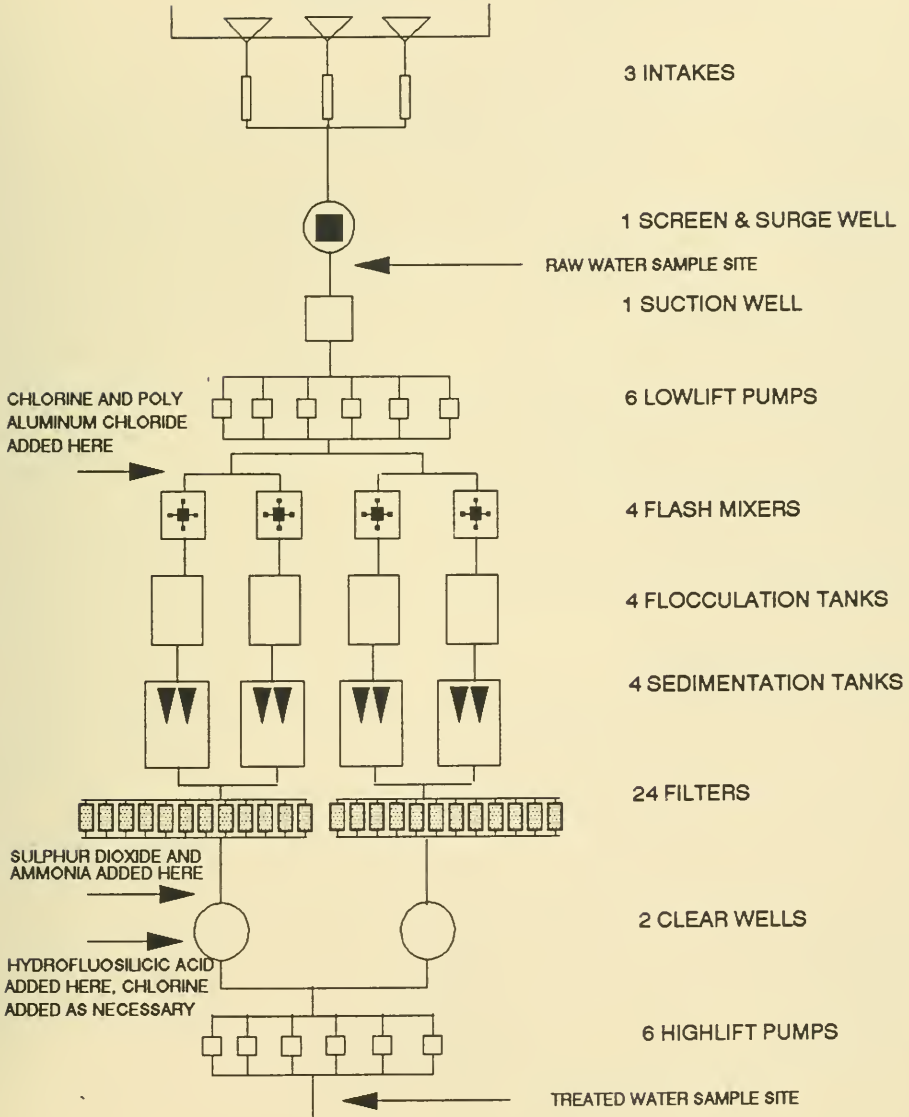 3 INTAKES
1 SCREEN & SURGE WELL
RAW WATER SAMPLE SITE
1 SUCTION WELL
CHLORINE AND POLY
ALUMINUM CHLORIDE
ADDED HERE
6 LOWLIFT PUMPS
4 FLASH MIXERS
4 FLOCCULATION TANKS
4 SEDIMENTATION TANKS
24 FILTERS
SULPHUR DIOXIDE AND
AMMONIA ADDED HERE
2 CLEAR WELLS
HYDROFLUOSILICIC ACID
ADDED HERE, CHLORINE
ADDED AS NECESSARY
6 HIGHLIFT PUMPS
TREATED WATER SAMPLE SITE